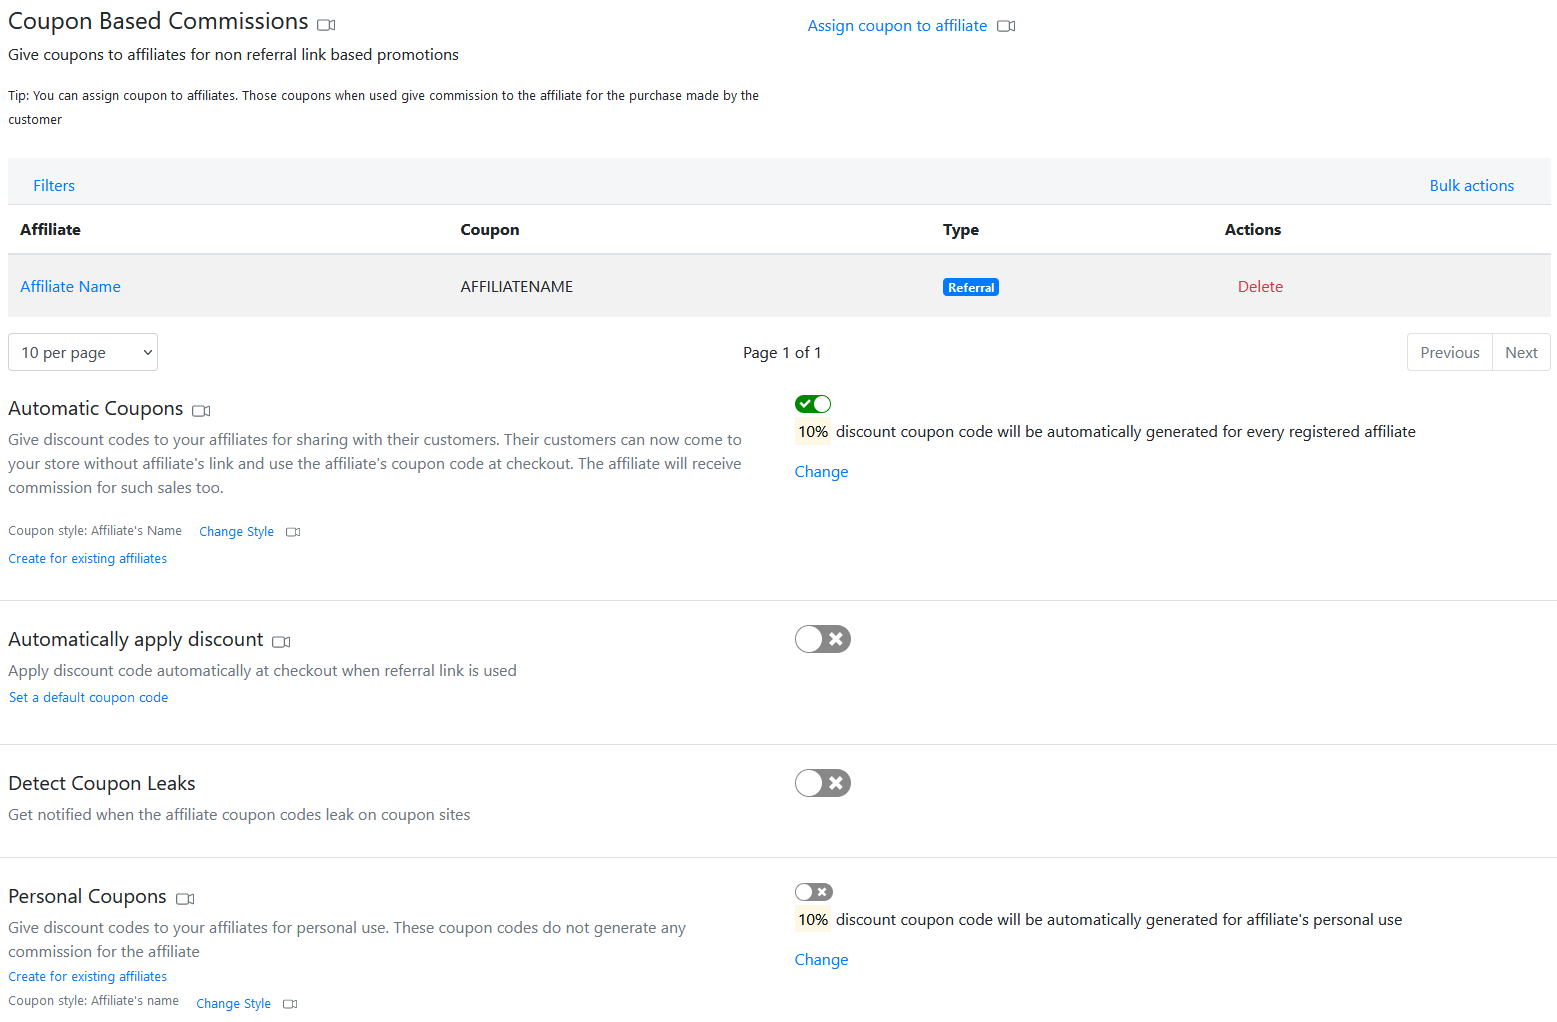 Coupon Based Commissions
Assign coupon to affiliate
Give coupons to affiliates for non referral link based promotions
Tip: You can assign coupon to affiliates. Those coupons when used give commission to the affiliate for the purchase made by the
customer
Filters
Bulk actions
Affiliate Coupon Type Actions
Affiliate Name AFFILIATENAME Referral Delete
10 per page Page 1 of 1 Previous Next
Automatic Coupons
Give discount codes to your affiliates for sharing with their customers. Their customers can now come to
your store without affiliate's link and use the affiliate's coupon code at checkout. The affiliate will receive
commission for such sales too.
Coupon style: Affiliate's Name Change Style
Create for existing affiliates
10% discount coupon code will be automatically generated for every registered affiliate
Change
Automatically apply discount
Apply discount code automatically at checkout when referral link is used
Set a default coupon code
Detect Coupon Leaks
Get notified when the affiliate coupon codes leak on coupon sites
Personal Coupons
Give discount codes to your affiliates for personal use. These coupon codes do not generate any
commission for the affiliate
Create for existing affiliates
Coupon style: Affiliate's name Change Style
10% discount coupon code will be automatically generated for affiliate's personal use
Change